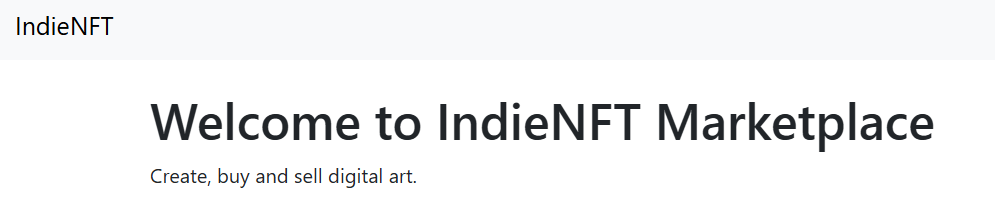 IndieNFT
Welcome to IndieNFT Marketplace
Create, buy and sell digital art.